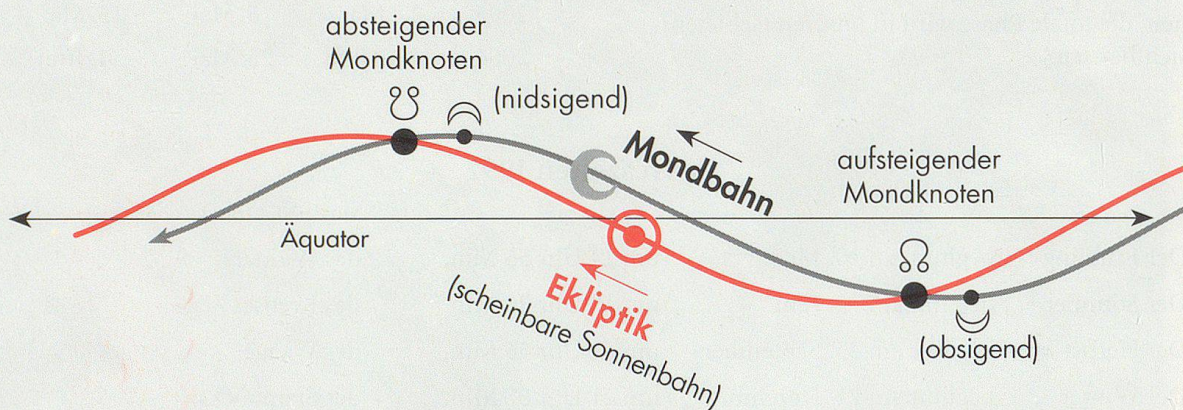 absteigender
Mondknoten
☋
(nidsigend)
Mondbahn
aufsteigender
Mondknoten
Äquator
☊
Ekliptik
(scheinbare Sonnenbahn)
(obsigend)